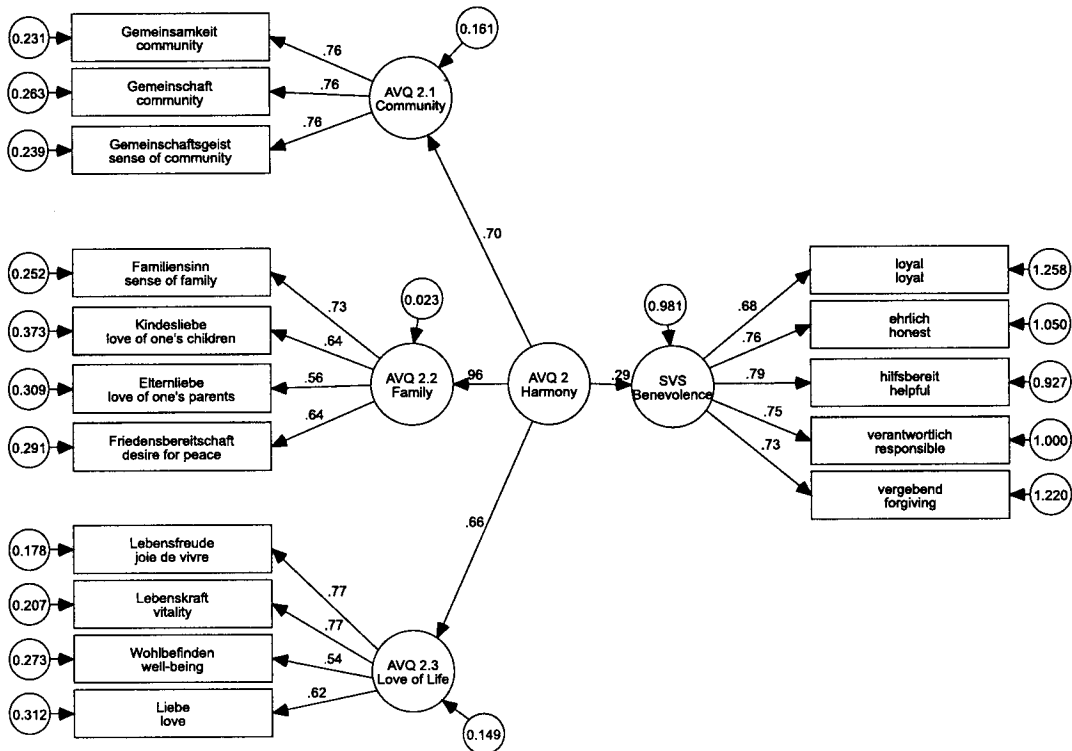 0.231
Gemeinsamkeit
community
.76
0.161
0.263
Gemeinschaft
community
.76
AVQ 2.1
Community
0.239
Gemeinschaftsgeist
sense of community
.76
.70
0.252
Familiensinn
sense of family
.73
0.023
0.373
Kindesliebe
love of one's children
.64
0.309
Elternliebe
love of one's parents
.56
AVQ 2.2
Family
.96
AVQ 2
Harmony
.29
0.291
Friedensbereitschaft
desire for peace
.64
0.981
SVS
Benevolence
.68
loyal
loyal
1.258
.76
ehrlich
honest
1.050
.79
hilfsbereit
helpful
0.927
.75
verantwortlich
responsible
1.000
.73
vergebend
forgiving
1.220
.66
0.178
Lebensfreude
joie de vivre
.77
0.207
Lebenskraft
vitality
.77
0.273
Wohlbefinden
well-being
.54
AVQ 2.3
Love of Life
0.312
Liebe
love
.62
0.149